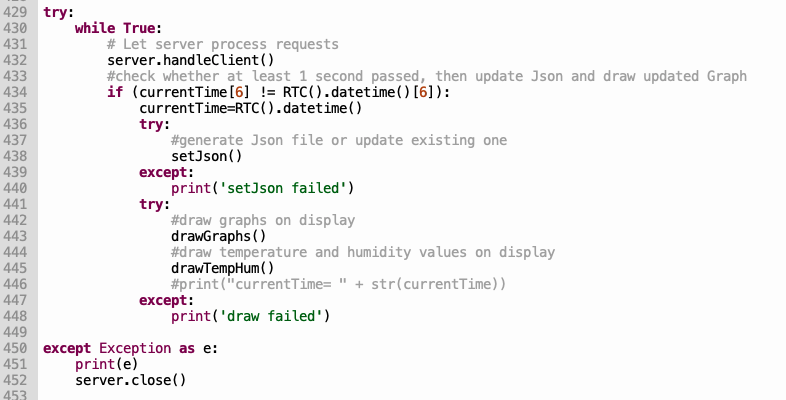 429 try:
430     while True:
431         # Let server process requests
432         server.handleClient()
433         #check whether at least 1 second passed, then update Json and draw updated Graph
434         if (currentTime[6] != RTC().datetime()[6]):
435             currentTime=RTC().datetime()
436             try:
437                 #generate Json file or update existing one
438                 setJson()
439             except:
440                 print('setJson failed')
441             try:
442                 #draw graphs on display
443                 drawGraphs()
444                 #draw temperature and humidity values on display
445                 drawTempHum()
446                 #print("currentTime= " + str(currentTime))
447             except:
448                 print('draw failed')
449
450 except Exception as e:
451     print(e)
452     server.close()
453